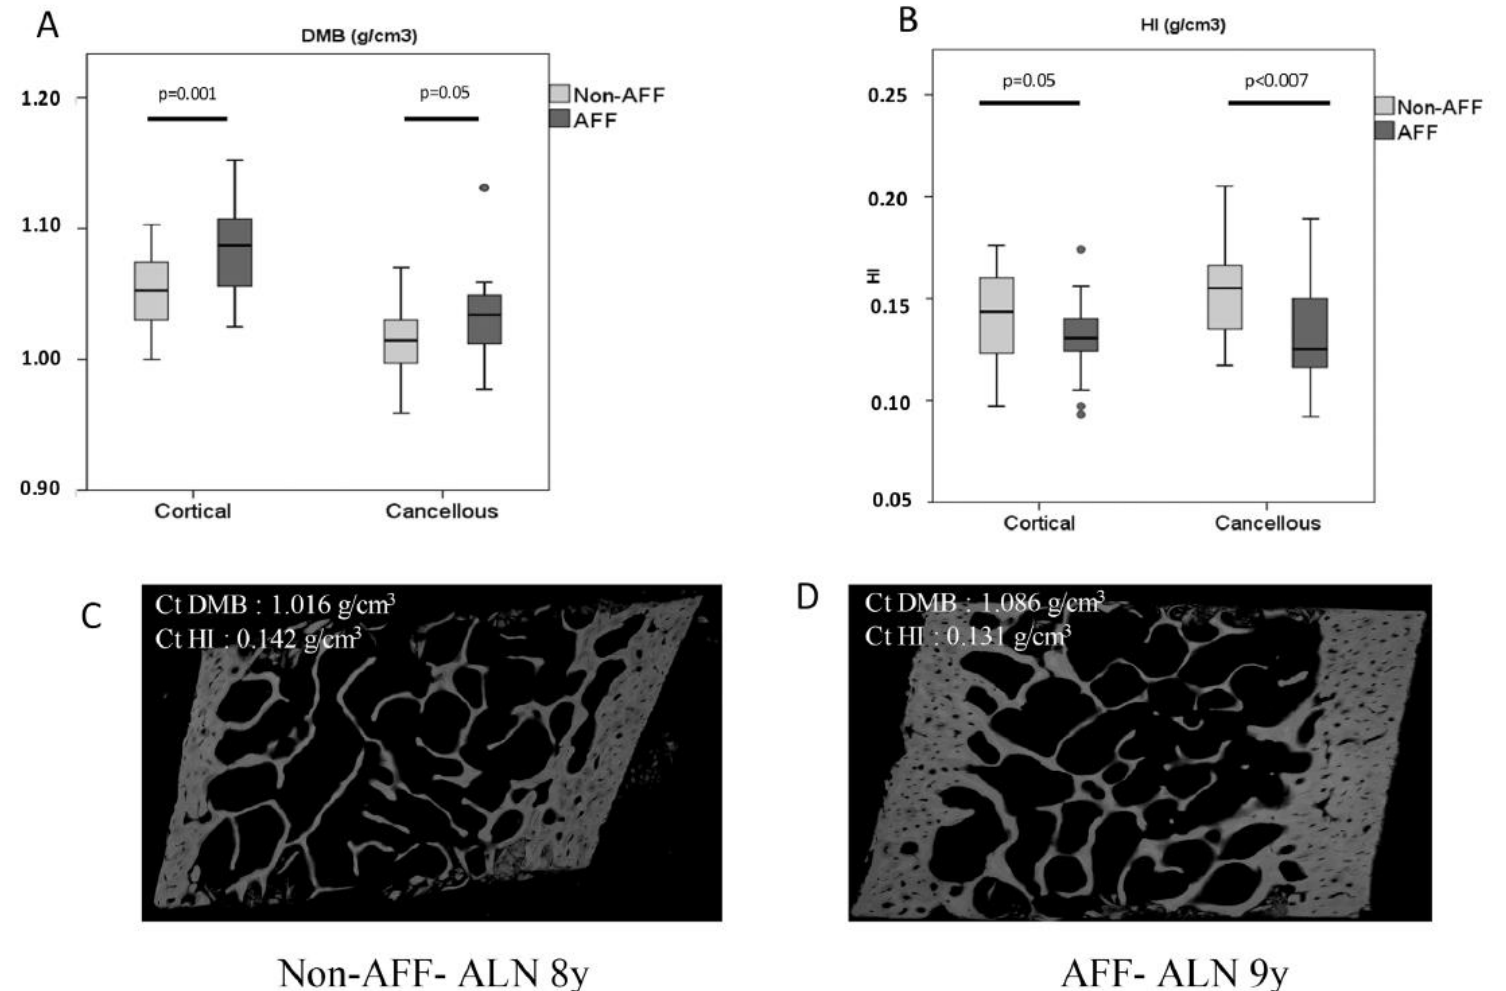 A
DMB (g/cm3)
1.20
1.10
1.00
0.90
p=0.001
p=0.05
Non-AFF
AFF
Cortical
Cancellous
B
HI (g/cm3)
0.25
0.20
0.15
0.10
0.05
HI
p=0.05
p<0.007
Non-AFF
AFF
Cortical
Cancellous
C
Ct DMB : 1.016 g/cm³
Ct HI : 0.142 g/cm³
Non-AFF- ALN 8y
D
Ct DMB : 1.086 g/cm³
Ct HI : 0.131 g/cm³
AFF- ALN 9y